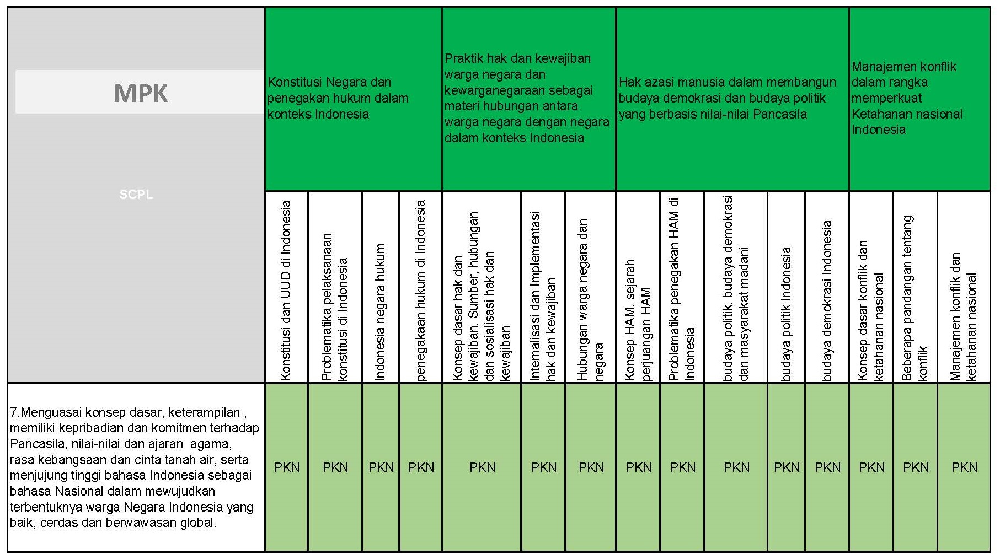 MPK
SCPL
Konstitusi Negara dan
penegakan hukum dalam
konteks Indonesia
Praktik hak dan kewajiban
warga negara dan
kewarganegaraan sebagai
materi hubungan antara
warga negara dengan negara
dalam konteks Indonesia
Hak azasi manusia dalam membangun
budaya demokrasi dan budaya politik
yang berbasis nilai-nilai Pancasila
Manajemen konflik
dalam rangka
memperkuat
Ketahanan nasional
Indonesia
Konstitusi dan UUD di Indonesia
Problematika pelaksanaan
konstitusi di Indonesia
Indonesia negara hukum
penegakaan hukum di Indonesia
Konsep dasar hak dan
kewajiban. Sumber, hubungan
dan sosialisasi hak dan
kewajiban
Internalisasi dan Implementasi
hak dan kewajiban
Hubungan warga negara dan
negara
Konsep HAM, sejarah
perjuangan HAM
Problematika penegakan HAM di
Indonesia
budaya politik, budaya demokrasi
dan masyarakat madani
budaya politik Indonesia
budaya demokrasi Indonesia
Konsep dasar konflik dan
ketahanan nasional
Beberapa pandangan tentang
konflik
Manajemen konflik dan
ketahanan nasional
7.Menguasai konsep dasar, keterampilan ,
memiliki kepribadian dan komitmen terhadap
Pancasila, nilai-nilai dan ajaran  agama,
rasa kebangsaan dan cinta tanah air, serta
menjujung tinggi bahasa Indonesia sebagai
bahasa Nasional dalam mewujudkan
terbentuknya warga Negara Indonesia yang
baik, cerdas dan berwawasan global.
PKN PKN PKN PKN PKN PKN PKN PKN PKN PKN PKN PKN PKN PKN PKN